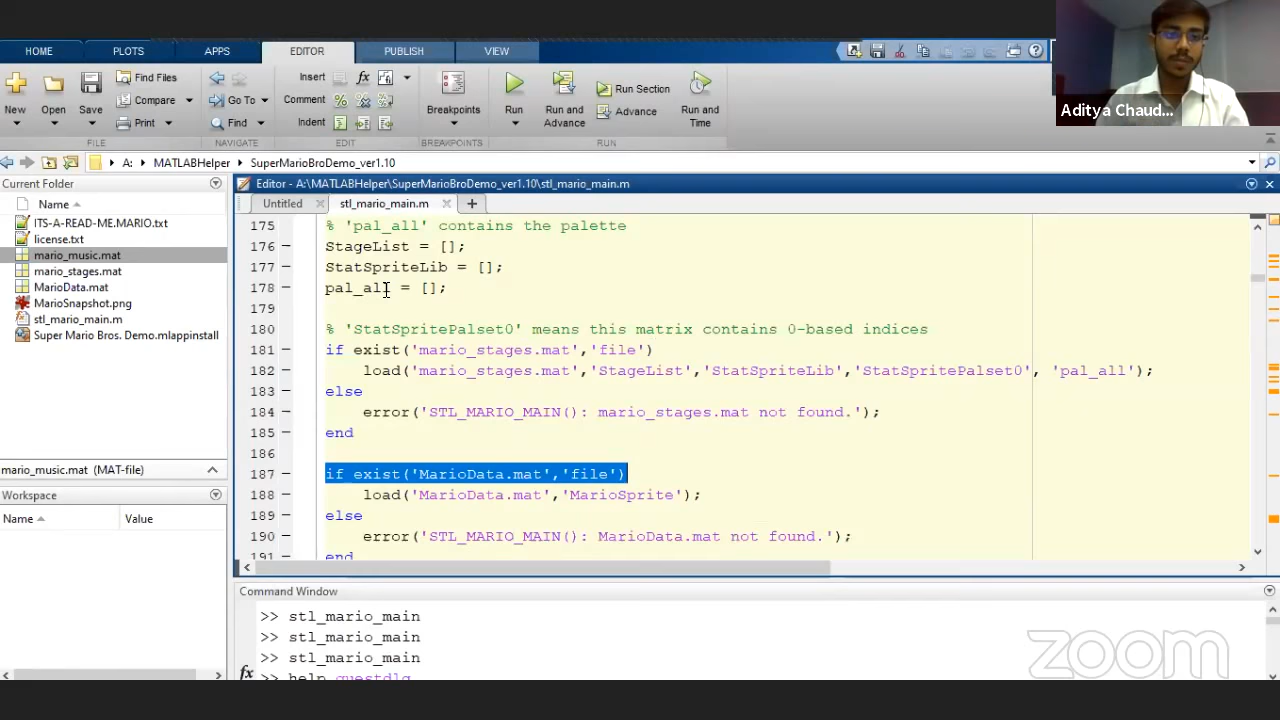 HOME PLOTS APPS EDITOR PUBLISH VIEW
New Open Save Find Files Compare Print
Go To Find
Insert Comment Indent
Breakpoints
Run Run and Advance Run Section Advance Run and Time
FILE NAVIGATE EDIT BREAKPOINTS RUN
Aditya Chaud...
A: MATLABHelper SuperMarioBroDemo_ver1.10
Current Folder
Name
ITS-A-READ-ME.MARIO.txt
license.txt
mario_music.mat
mario_stages.mat
MarioData.mat
MarioSnapshot.png
stl_mario_main.m
Super Mario Bros. Demo.mlappinstall
mario_music.mat (MAT-file)
Workspace
Name Value
Editor - A:\MATLABHelper\SuperMarioBroDemo_ver1.10\stl_mario_main.m
Untitled stl_mario_main.m
175 % 'pal_all' contains the palette
176 StageList = [];
177 StatSpriteLib = [];
178 pal_all = [];
179
180 % 'StatSpritePalset0' means this matrix contains 0-based indices
181 if exist('mario_stages.mat','file')
182 load('mario_stages.mat','StageList','StatSpriteLib','StatSpritePalset0', 'pal_all');
183 else
184 error('STL_MARIO_MAIN(): mario_stages.mat not found.');
185 end
186
187 if exist('MarioData.mat','file')
188 load('MarioData.mat','MarioSprite');
189 else
190 error('STL_MARIO_MAIN(): MarioData.mat not found.');
191 end
Command Window
>> stl_mario_main
>> stl_mario_main
>> stl_mario_main
fx >> help questdlg
zoom